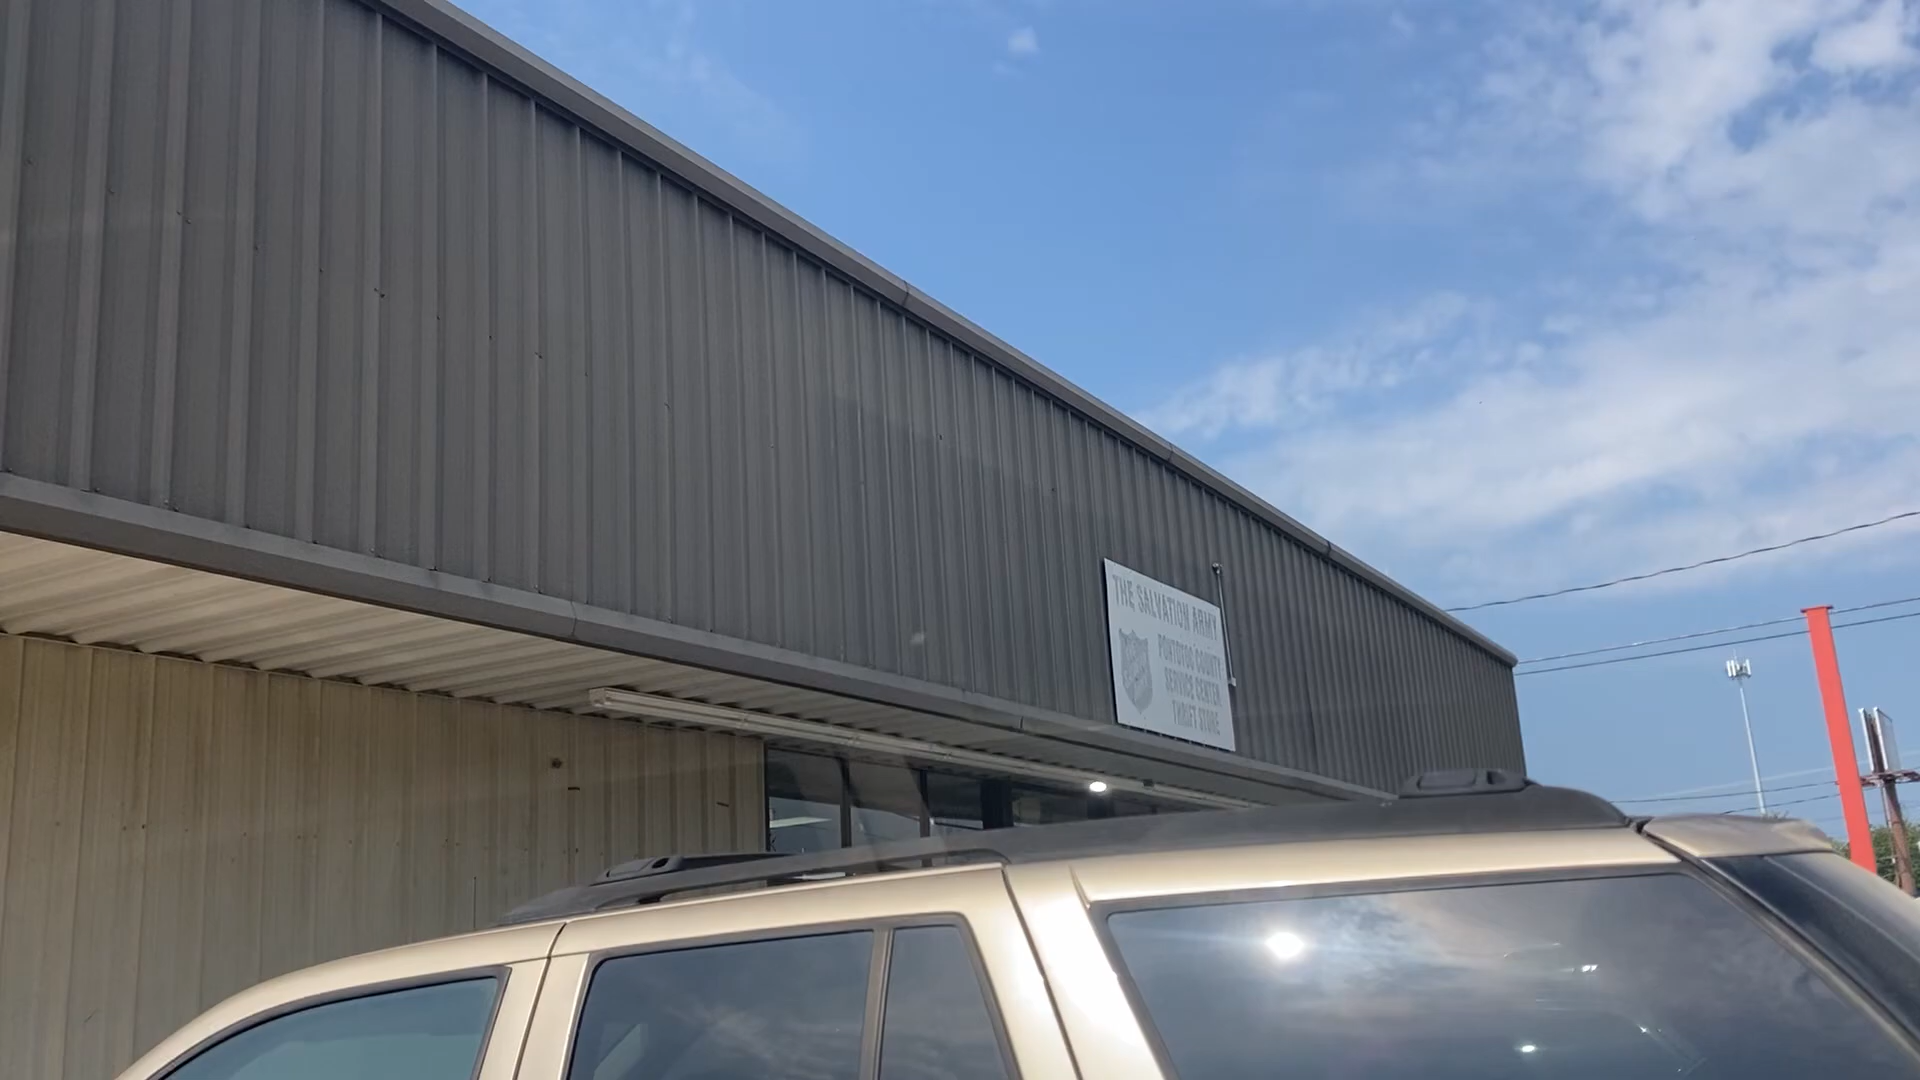 THE SALVATION ARMY
PONTOTOC COUNTY
SERVICE CENTER
THRIFT STORE